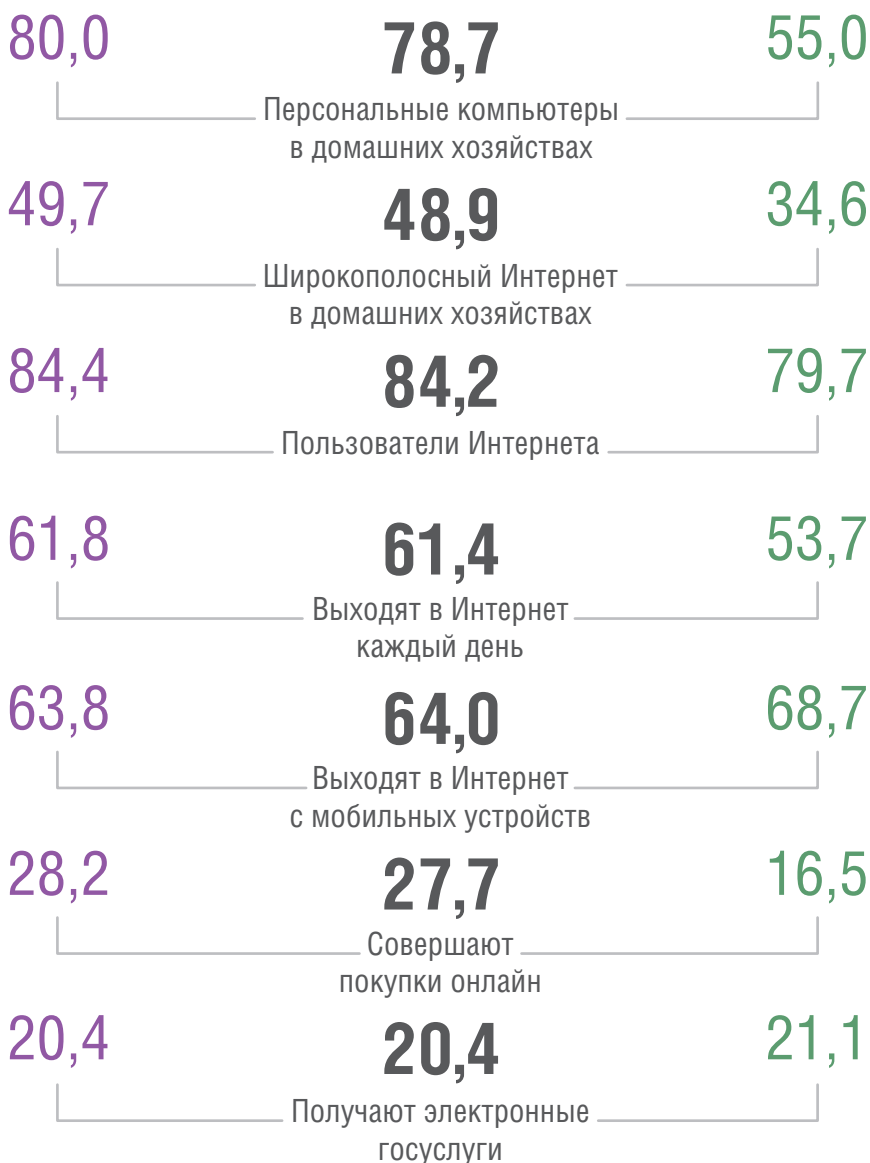 80,0 78,7 55,0
Персональные компьютеры
в домашних хозяйствах
49,7 48,9 34,6
Широкополосный Интернет
в домашних хозяйствах
84,4 84,2 79,7
Пользователи Интернета
61,8 61,4 53,7
Выходят в Интернет
каждый день
63,8 64,0 68,7
Выходят в Интернет
с мобильных устройств
28,2 27,7 16,5
Совершают
покупки онлайн
20,4 20,4 21,1
Получают электронные
госуслуги